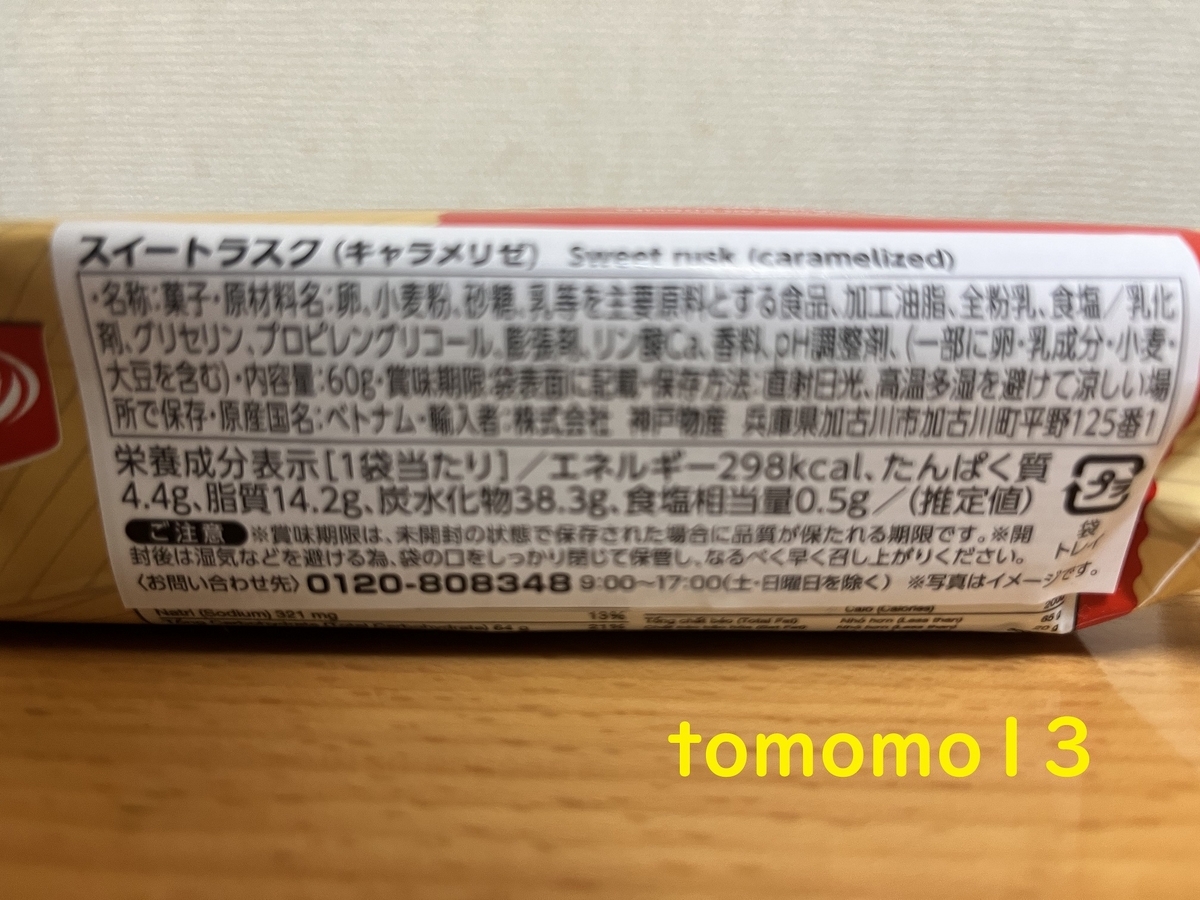 スイートラスク (キャラメリゼ) Sweet rusk (caramelized)
・名称:菓子・原材料名:卵、小麦粉、砂糖、乳等を主要原料とする食品、加工油脂、全粉乳、食塩/乳化
剤、グリセリン、プロピレングリコール、膨張剤、リン酸Ca、香料、pH調整剤、(一部に卵・乳成分・小麦・
大豆を含む)・内容量:60g・賞味期限:袋表面に記載・保存方法:直射日光、高温多湿を避けて涼しい場
所で保存・原産国名:ベトナム・輸入者:株式会社 神戸物産 兵庫県加古川市加古川町平野125番1
栄養成分表示[1袋当たり]/エネルギー298kcal、たんぱく質
4.4g、脂質14.2g、炭水化物38.3g、食塩相当量0.5g/(推定値)
プラ
袋
トレイ
ご注意 ※賞味期限は、未開封の状態で保存された場合に品質が保たれる期限です。※開
封後は湿気などを避ける為、袋の口をしっかり閉じて保管し、なるべく早く召し上がりください。
〈お問い合わせ先〉0120-808348 9:00〜17:00(土・日曜日を除く) ※写真はイメージです。
Natri (Sodium) 321 mg 13% Tổng chất béo (Total Fat) Nhỏ hơn (Less than)
Calo (Calories)
tomomo13